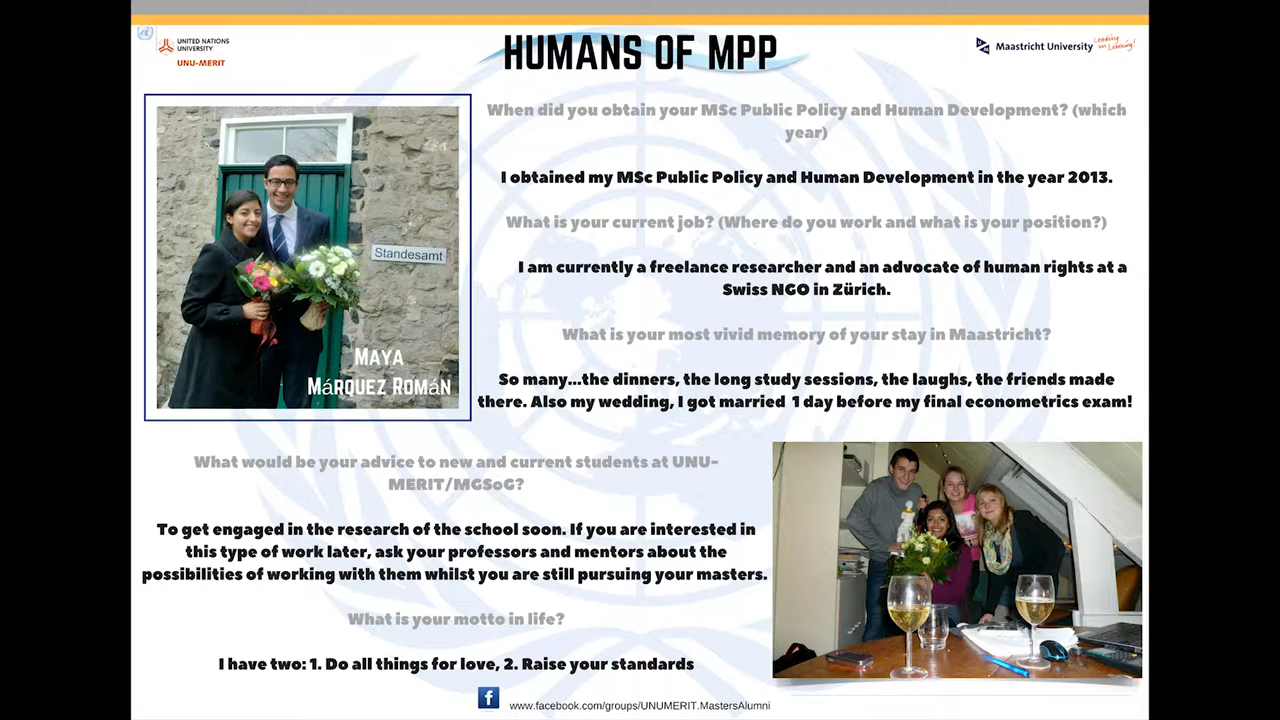 UNITED NATIONS
UNIVERSITY
UNU-MERIT
HUMANS OF MPP
Maastricht University
Leading in Learning!
When did you obtain your MSc Public Policy and Human Development? (which
year)
I obtained my MSc Public Policy and Human Development in the year 2013.
What is your current job? (Where do you work and what is your position?)
I am currently a freelance researcher and an advocate of human rights at a
Swiss NGO in Zürich.
What is your most vivid memory of your stay in Maastricht?
So many...the dinners, the long study sessions, the laughs, the friends made
there. Also my wedding, I got married 1 day before my final econometrics exam!
Standesamt
MAYA
MáRQUEZ ROMáN
What would be your advice to new and current students at UNU-
MERIT/MGSoG?
To get engaged in the research of the school soon. If you are interested in
this type of work later, ask your professors and mentors about the
possibilities of working with them whilst you are still pursuing your masters.
What is your motto in life?
I have two: 1. Do all things for love, 2. Raise your standards
f
www.facebook.com/groups/UNUMERIT.MastersAlumni